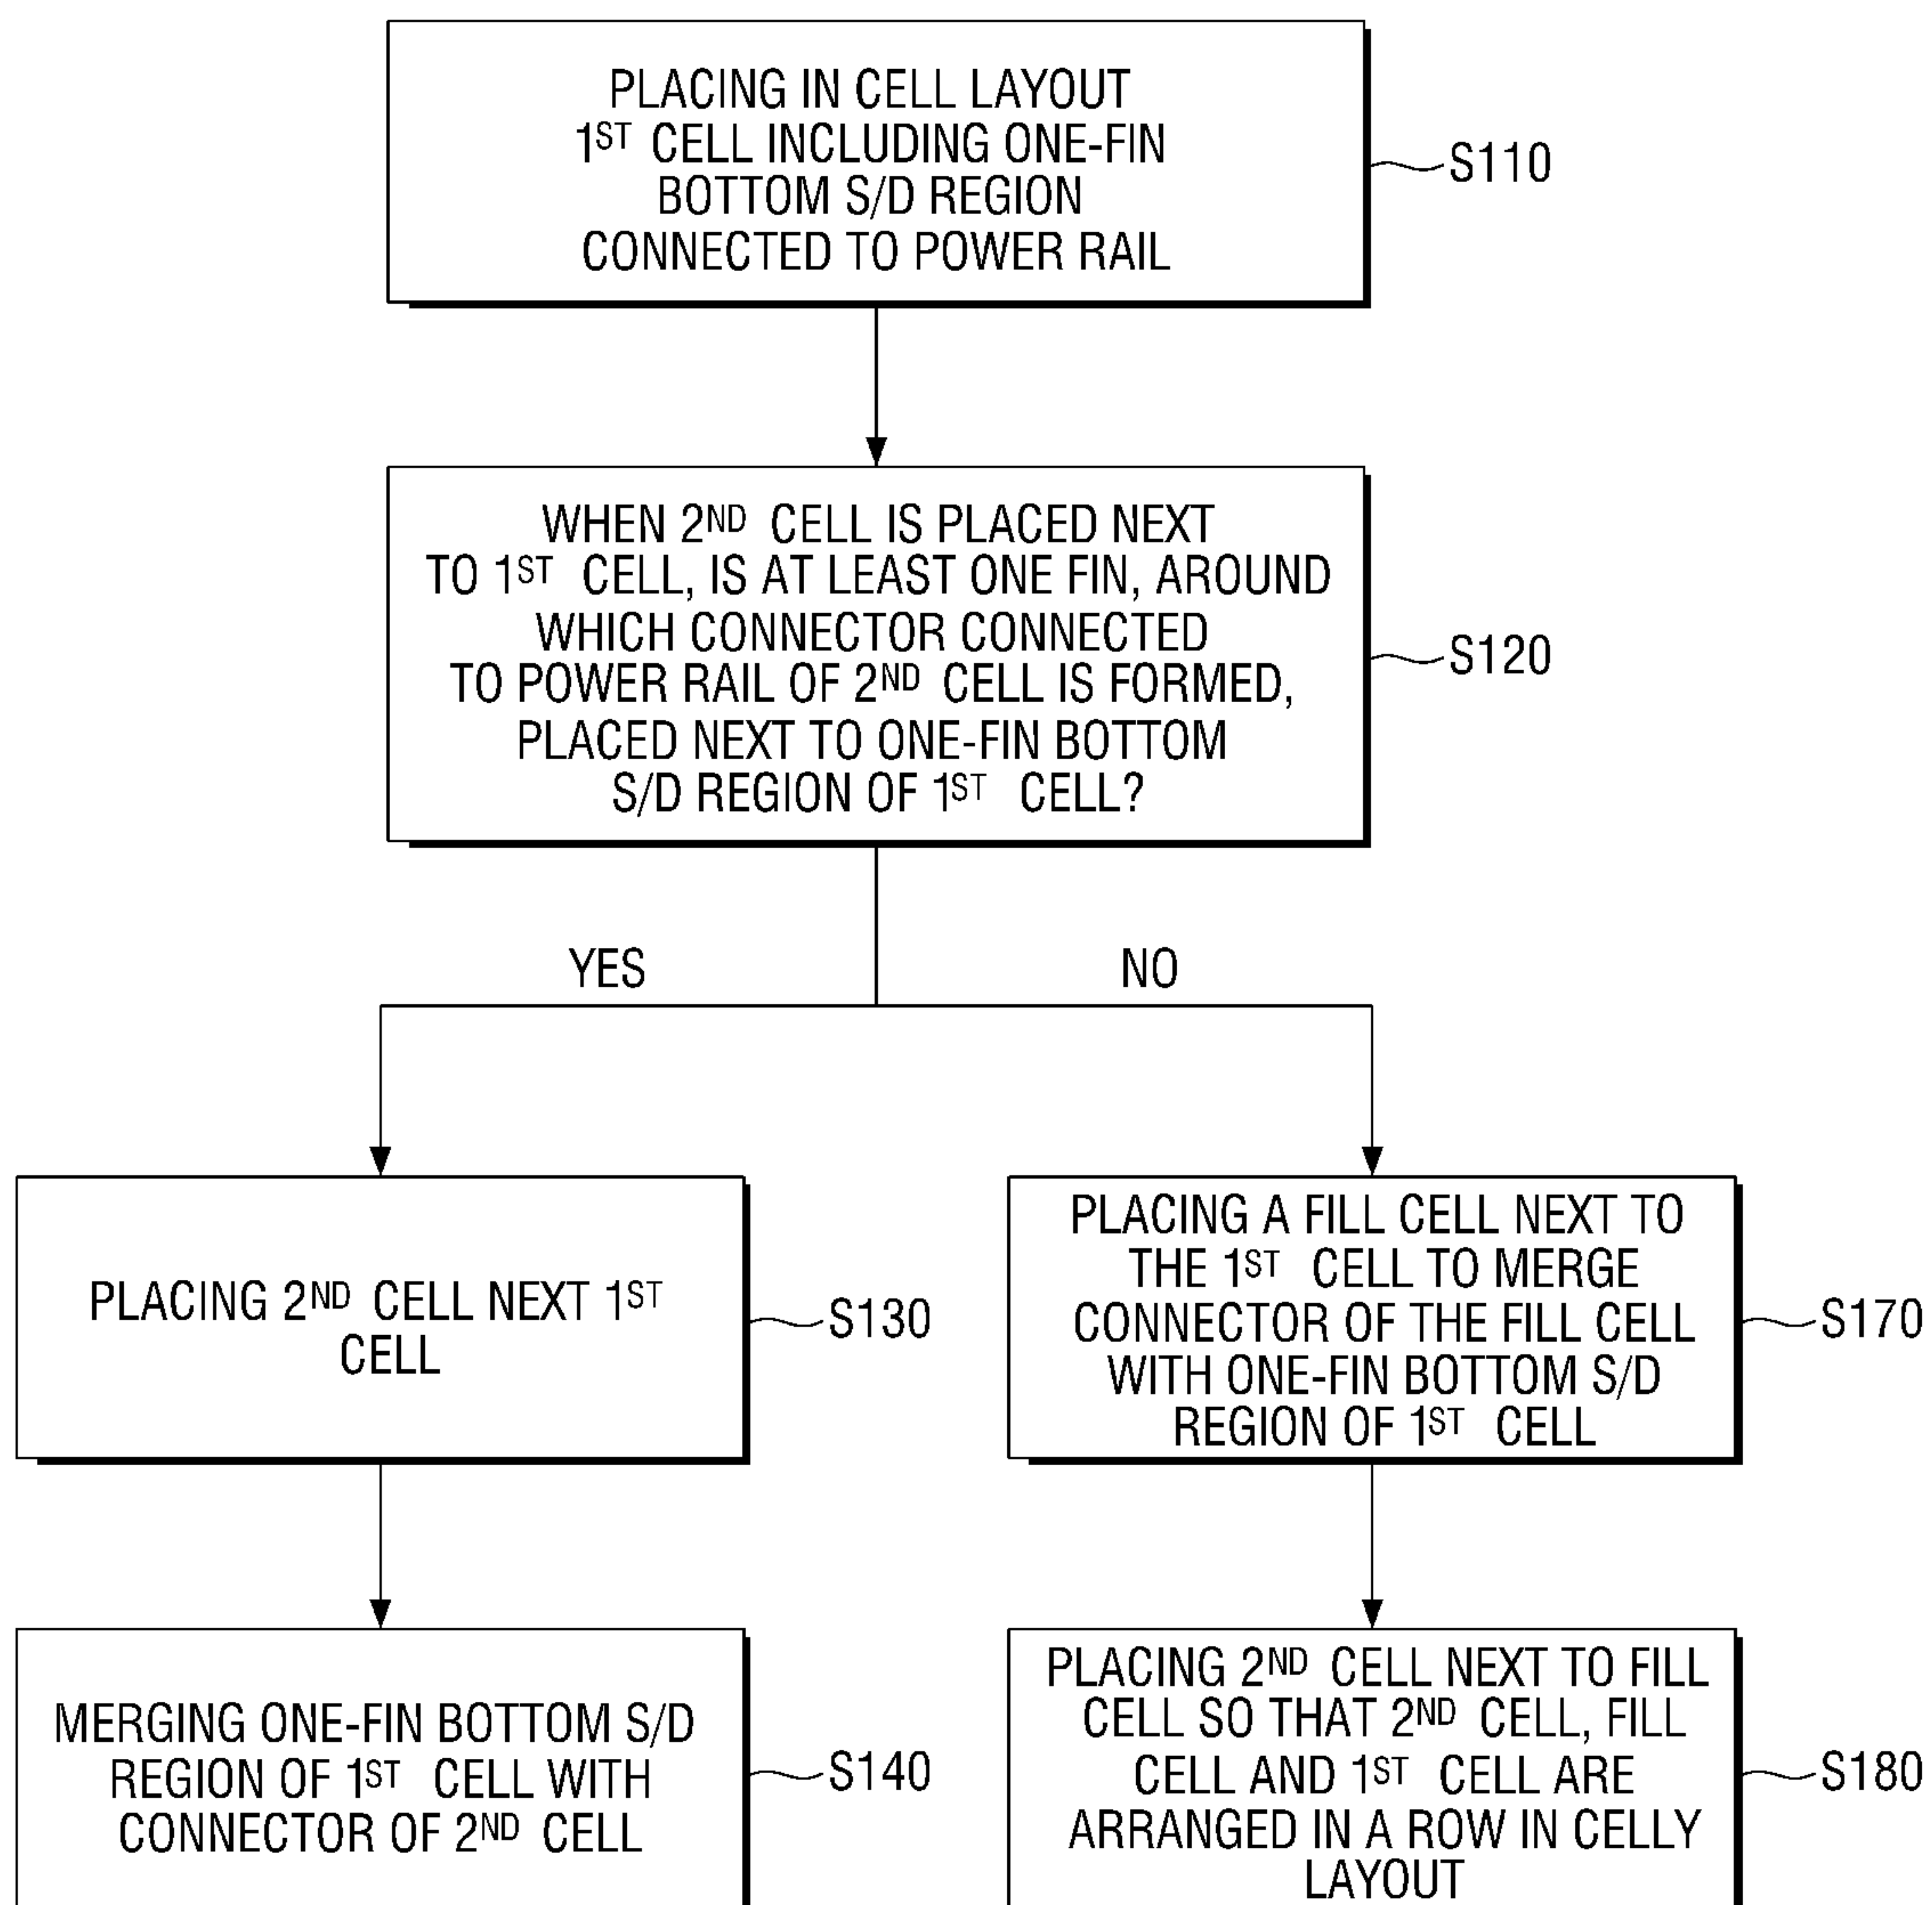 PLACING IN CELL LAYOUT
1ST CELL INCLUDING ONE-FIN
BOTTOM S/D REGION
CONNECTED TO POWER RAIL
S110
WHEN 2ND CELL IS PLACED NEXT
TO 1ST CELL, IS AT LEAST ONE FIN, AROUND
WHICH CONNECTOR CONNECTED
TO POWER RAIL OF 2ND CELL IS FORMED,
PLACED NEXT TO ONE-FIN BOTTOM
S/D REGION OF 1ST CELL?
S120
YES
NO
PLACING 2ND CELL NEXT 1ST
CELL
S130
PLACING A FILL CELL NEXT TO
THE 1ST CELL TO MERGE
CONNECTOR OF THE FILL CELL
WITH ONE-FIN BOTTOM S/D
REGION OF 1ST CELL
S170
MERGING ONE-FIN BOTTOM S/D
REGION OF 1ST CELL WITH
CONNECTOR OF 2ND CELL
S140
PLACING 2ND CELL NEXT TO FILL
CELL SO THAT 2ND CELL, FILL
CELL AND 1ST CELL ARE
ARRANGED IN A ROW IN CELLY
LAYOUT
S180